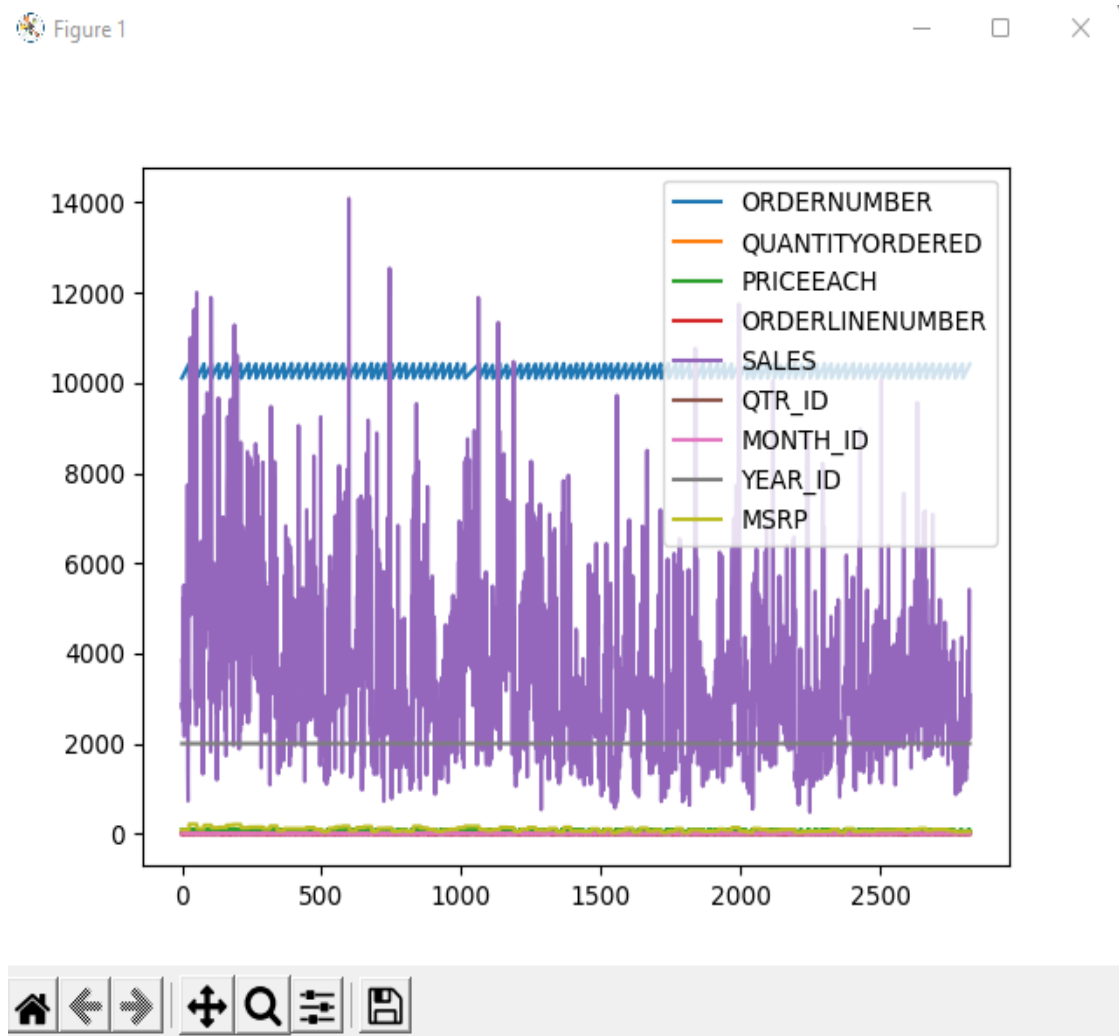 Figure 1
14000
12000
10000
8000
6000
4000
2000
0
ORDERNUMBER
QUANTITYORDERED
PRICEEACH
ORDERLINENUMBER
SALES
QTR_ID
MONTH_ID
YEAR_ID
MSRP
0 500 1000 1500 2000 2500